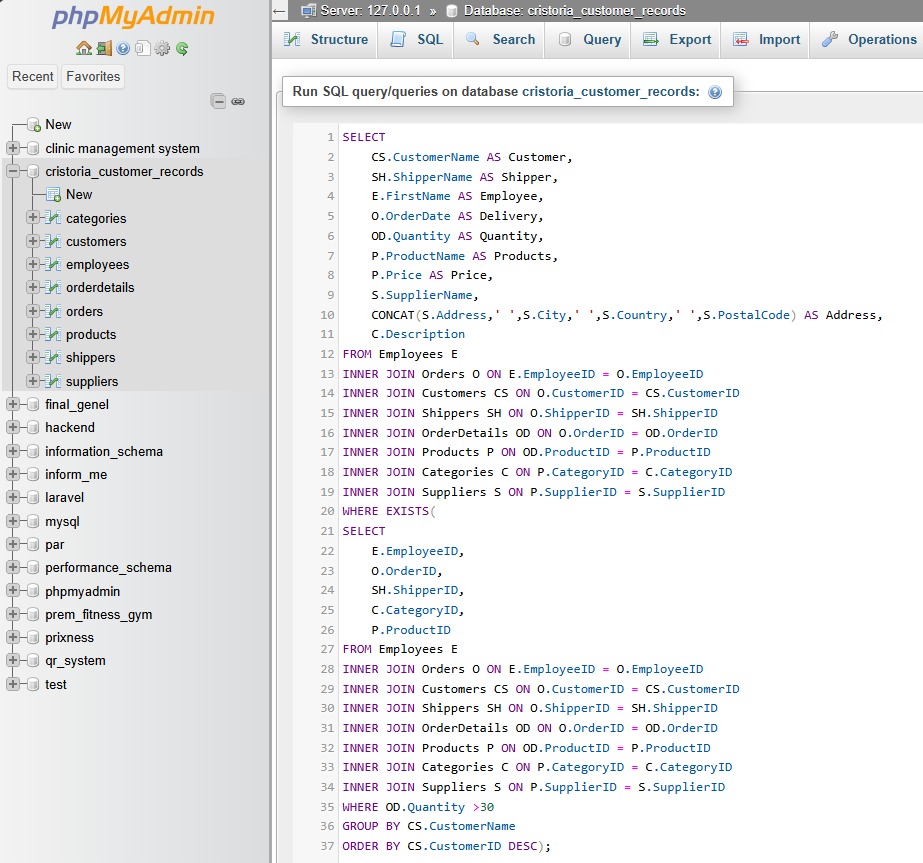 phpMyAdmin
Recent Favorites
New
clinic management system
cristoria_customer_records
New
categories
customers
employees
orderdetails
orders
products
shippers
suppliers
final_genel
hackend
information_schema
inform_me
laravel
mysql
par
performance_schema
phpmyadmin
prem_fitness_gym
prixness
qr_system
test
← Server: 127.0.0.1 » Database: cristoria_customer_records
Structure SQL Search Query Export Import Operations
Run SQL query/queries on database cristoria_customer_records:
1 SELECT
2 CS.CustomerName AS Customer,
3 SH.ShipperName AS Shipper,
4 E.FirstName AS Employee,
5 O.OrderDate AS Delivery,
6 OD.Quantity AS Quantity,
7 P.ProductName AS Products,
8 P.Price AS Price,
9 S.SupplierName,
10 CONCAT(S.Address,' ',S.City,' ',S.Country,' ',S.PostalCode) AS Address,
11 C.Description
12 FROM Employees E
13 INNER JOIN Orders O ON E.EmployeeID = O.EmployeeID
14 INNER JOIN Customers CS ON O.CustomerID = CS.CustomerID
15 INNER JOIN Shippers SH ON O.ShipperID = SH.ShipperID
16 INNER JOIN OrderDetails OD ON O.OrderID = OD.OrderID
17 INNER JOIN Products P ON OD.ProductID = P.ProductID
18 INNER JOIN Categories C ON P.CategoryID = C.CategoryID
19 INNER JOIN Suppliers S ON P.SupplierID = S.SupplierID
20 WHERE EXISTS(
21 SELECT
22 E.EmployeeID,
23 O.OrderID,
24 SH.ShipperID,
25 C.CategoryID,
26 P.ProductID
27 FROM Employees E
28 INNER JOIN Orders O ON E.EmployeeID = O.EmployeeID
29 INNER JOIN Customers CS ON O.CustomerID = CS.CustomerID
30 INNER JOIN Shippers SH ON O.ShipperID = SH.ShipperID
31 INNER JOIN OrderDetails OD ON O.OrderID = OD.OrderID
32 INNER JOIN Products P ON OD.ProductID = P.ProductID
33 INNER JOIN Categories C ON P.CategoryID = C.CategoryID
34 INNER JOIN Suppliers S ON P.SupplierID = S.SupplierID
35 WHERE OD.Quantity >30
36 GROUP BY CS.CustomerName
37 ORDER BY CS.CustomerID DESC);